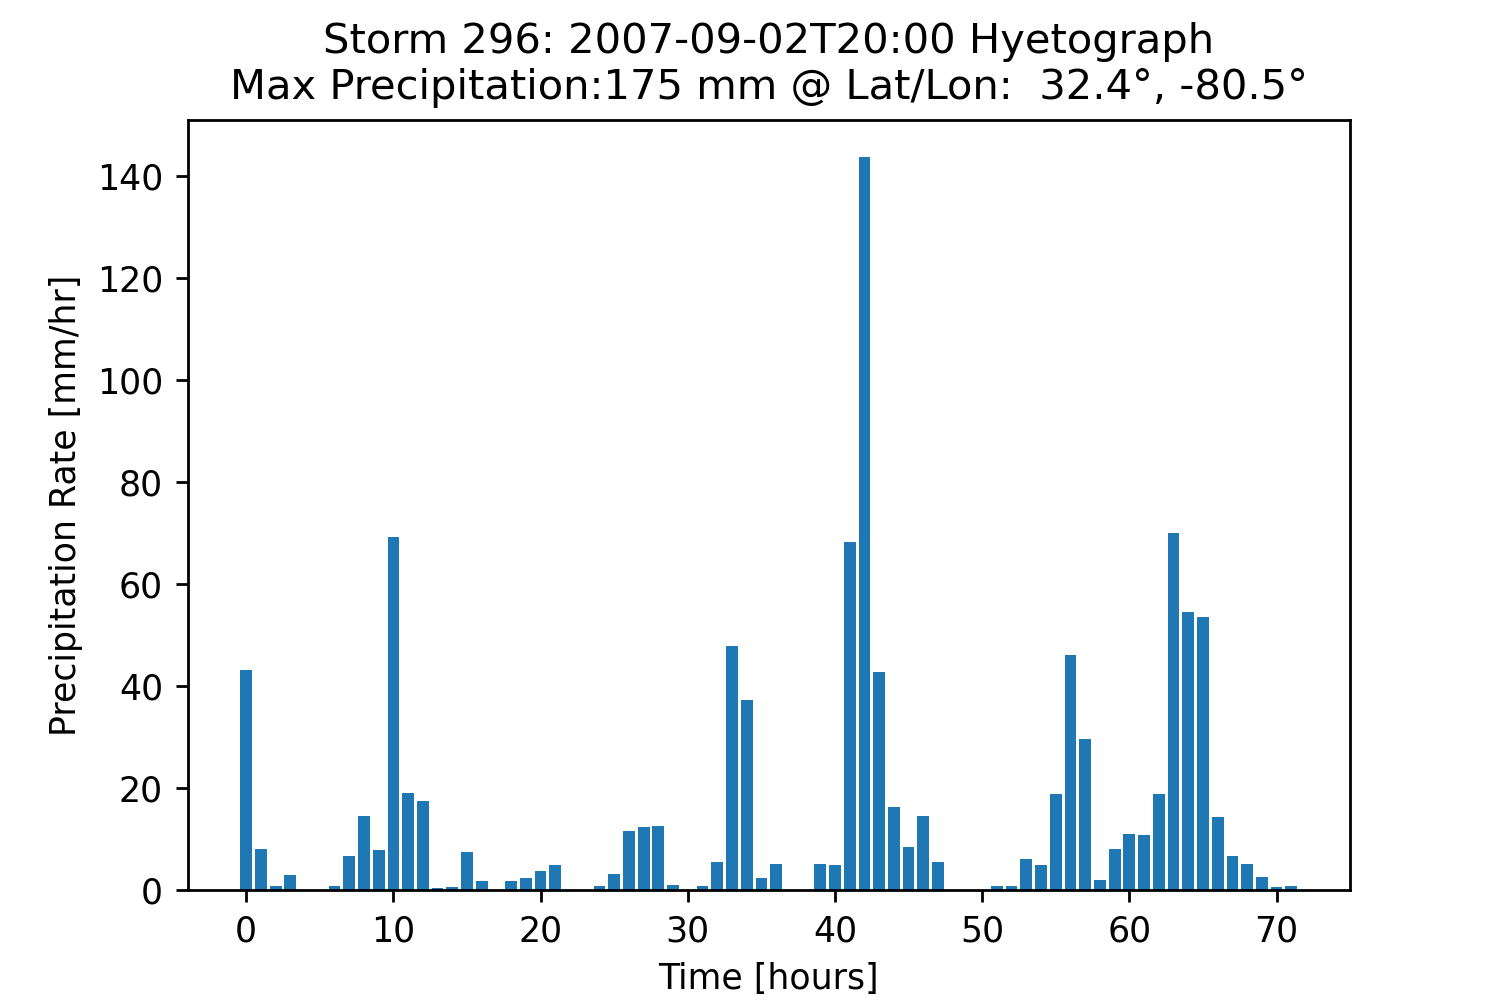 Storm 296: 2007-09-02T20:00 Hyetograph
Max Precipitation:175 mm @ Lat/Lon:  32.4°, -80.5°
Precipitation Rate [mm/hr]
140
120
100
80
60
40
20
0
0 10 20 30 40 50 60 70
Time [hours]